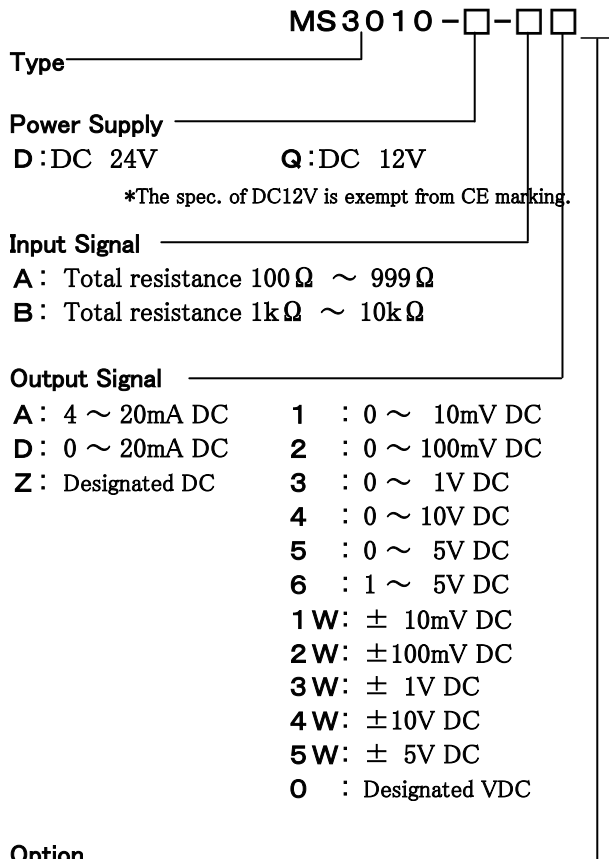 MS3010-□-□□
Type
Power Supply
D:DC 24V Q:DC 12V
*The spec. of DC12V is exempt from CE marking.
Input Signal
A: Total resistance 100Ω ~ 999Ω
B: Total resistance 1kΩ ~ 10kΩ
Output Signal
A: 4 ~ 20mA DC 1 : 0 ~ 10mV DC
D: 0 ~ 20mA DC 2 : 0 ~ 100mV DC
Z: Designated DC 3 : 0 ~ 1V DC
4 : 0 ~ 10V DC
5 : 0 ~ 5V DC
6 : 1 ~ 5V DC
1W: ± 10mV DC
2W: ±100mV DC
3W: ± 1V DC
4W: ±10V DC
5W: ± 5V DC
0 : Designated VDC
Option